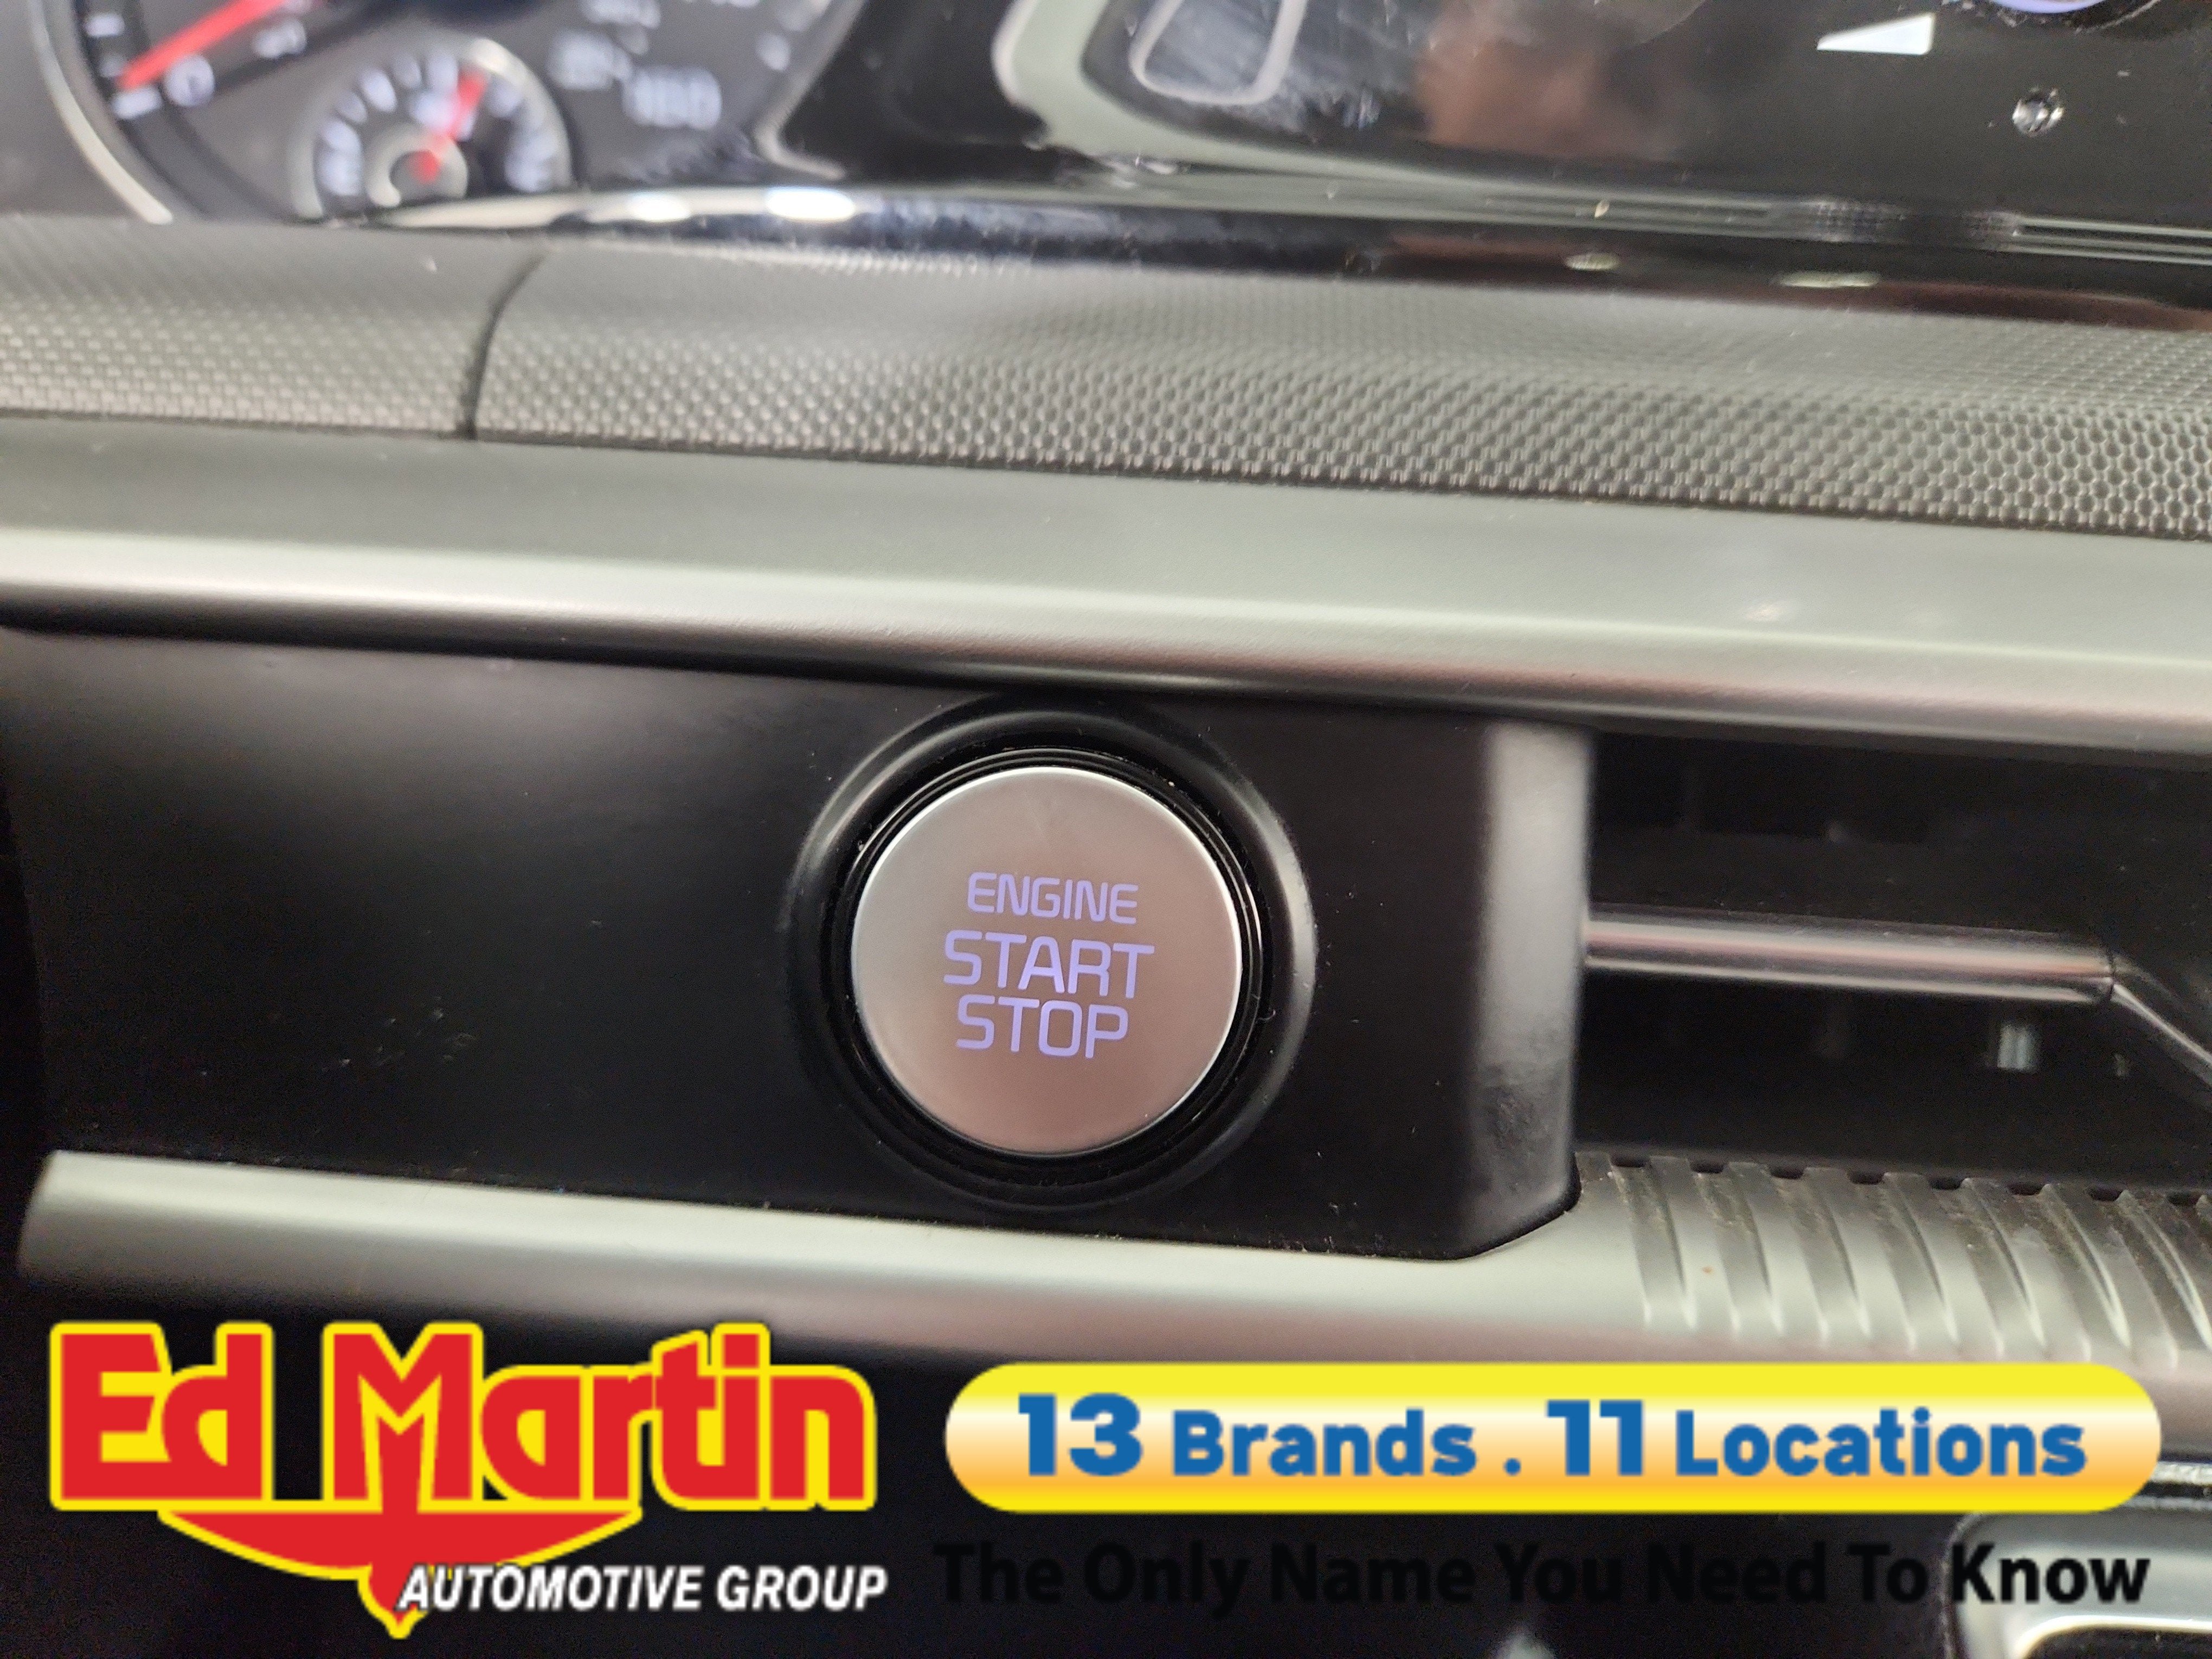 ENGINE
START
STOP
Ed Martin
AUTOMOTIVE GROUP
13 Brands . 11 Locations
The Only Name You Need To Know